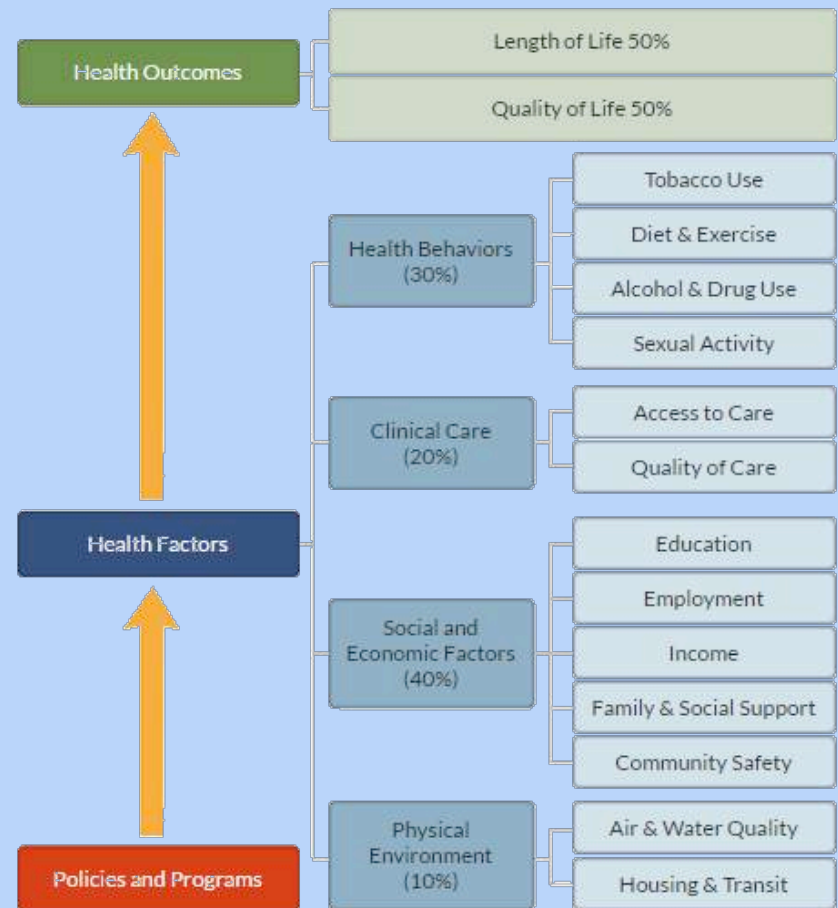 Health Outcomes
Length of Life 50%
Quality of Life 50%
Health Factors
Health Behaviors
(30%)
Tobacco Use
Diet & Exercise
Alcohol & Drug Use
Sexual Activity
Clinical Care
(20%)
Access to Care
Quality of Care
Social and
Economic Factors
(40%)
Education
Employment
Income
Family & Social Support
Community Safety
Physical
Environment
(10%)
Air & Water Quality
Housing & Transit
Policies and Programs